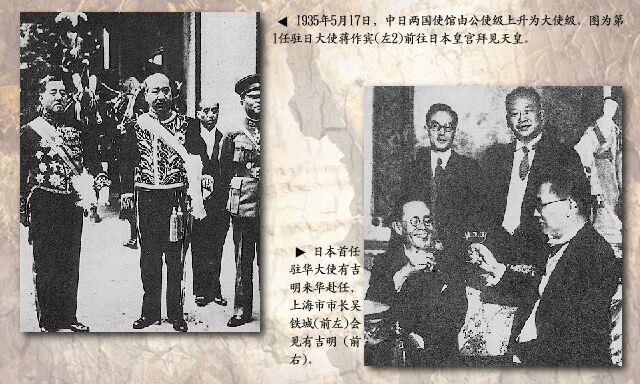 ◀ 1935年5月17日，中日两国使馆由公使级上升为大使级。图为第
1任驻日大使蒋作宾(左2)前往日本皇宫拜见天皇。
▶ 日本首任
驻华大使有吉
明来华赴任，
上海市市长吴
铁城(前左)会
见有吉明 (前
右)。